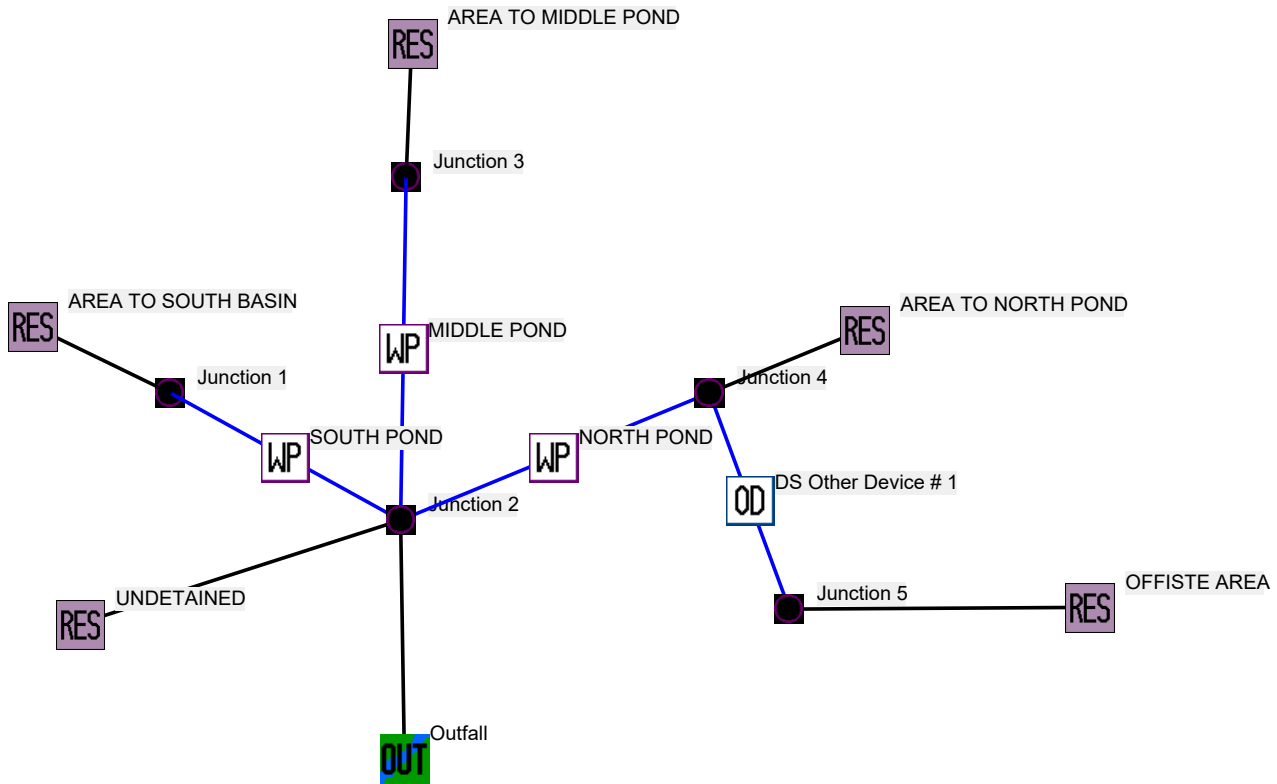 AREA TO MIDDLE POND
RES
Junction 3
AREA TO SOUTH BASIN
RES
AREA TO NORTH POND
RES
MIDDLE POND
WP
Junction 1
Junction 4
SOUTH POND
WP
NORTH POND
WP
DS Other Device # 1
OD
Junction 2
UNDETAINED
RES
Junction 5
OFFISTE AREA
RES
Outfall
OUT